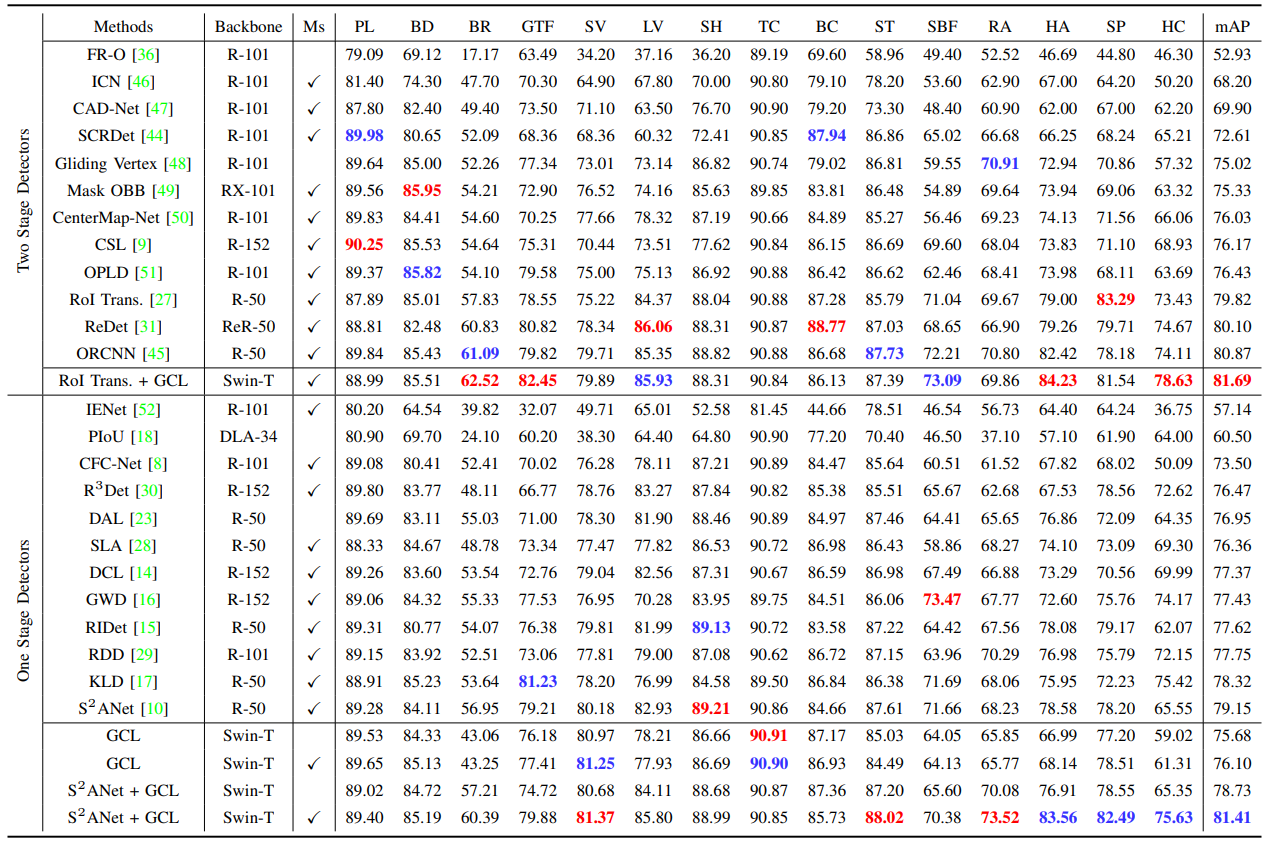 Methods Backbone Ms PL BD BR GTF SV LV SH TC BC ST SBF RA HA SP HC mAP
Two Stage Detectors
FR-O [36] R-101 79.09 69.12 17.17 63.49 34.20 37.16 36.20 89.19 69.60 58.96 49.40 52.52 46.69 44.80 46.30 52.93
ICN [46] R-101 ✓ 81.40 74.30 47.70 70.30 64.90 67.80 70.00 90.80 79.10 78.20 53.60 62.90 67.00 64.20 50.20 68.20
CAD-Net [47] R-101 ✓ 87.80 82.40 49.40 73.50 71.10 63.50 76.70 90.90 79.20 73.30 48.40 60.90 62.00 67.00 62.20 69.90
SCRDet [44] R-101 ✓ 89.98 80.65 52.09 68.36 68.36 60.32 72.41 90.85 87.94 86.86 65.02 66.68 66.25 68.24 65.21 72.61
Gliding Vertex [48] R-101 89.64 85.00 52.26 77.34 73.01 73.14 86.82 90.74 79.02 86.81 59.55 70.91 72.94 70.86 57.32 75.02
Mask OBB [49] RX-101 ✓ 89.56 85.95 54.21 72.90 76.52 74.16 85.63 89.85 83.81 86.48 54.89 69.64 73.94 69.06 63.32 75.33
CenterMap-Net [50] R-101 ✓ 89.83 84.41 54.60 70.25 77.66 78.32 87.19 90.66 84.89 85.27 56.46 69.23 74.13 71.56 66.06 76.03
CSL [9] R-152 ✓ 90.25 85.53 54.64 75.31 70.44 73.51 77.62 90.84 86.15 86.69 69.60 68.04 73.83 71.10 68.93 76.17
OPLD [51] R-101 ✓ 89.37 85.82 54.10 79.58 75.00 75.13 86.92 90.88 86.42 86.62 62.46 68.41 73.98 68.11 63.69 76.43
RoI Trans. [27] R-50 ✓ 87.89 85.01 57.83 78.55 75.22 84.37 88.04 90.88 87.28 85.79 71.04 69.67 79.00 83.29 73.43 79.82
ReDet [31] ReR-50 ✓ 88.81 82.48 60.83 80.82 78.34 86.06 88.31 90.87 88.77 87.03 68.65 66.90 79.26 79.71 74.67 80.10
ORCNN [45] R-50 ✓ 89.84 85.43 61.09 79.82 79.71 85.35 88.82 90.88 86.68 87.73 72.21 70.80 82.42 78.18 74.11 80.87
RoI Trans. + GCL Swin-T ✓ 88.99 85.51 62.52 82.45 79.89 85.93 88.31 90.84 86.13 87.39 73.09 69.86 84.23 81.54 78.63 81.69
One Stage Detectors
IENet [52] R-101 ✓ 80.20 64.54 39.82 32.07 49.71 65.01 52.58 81.45 44.66 78.51 46.54 56.73 64.40 64.24 36.75 57.14
PIoU [18] DLA-34 80.90 69.70 24.10 60.20 38.30 64.40 64.80 90.90 77.20 70.40 46.50 37.10 57.10 61.90 64.00 60.50
CFC-Net [8] R-101 ✓ 89.08 80.41 52.41 70.02 76.28 78.11 87.21 90.89 84.47 85.64 60.51 61.52 67.82 68.02 50.09 73.50
R³Det [30] R-152 ✓ 89.80 83.77 48.11 66.77 78.76 83.27 87.84 90.82 85.38 85.51 65.67 62.68 67.53 78.56 72.62 76.47
DAL [23] R-50 89.69 83.11 55.03 71.00 78.30 81.90 88.46 90.89 84.97 87.46 64.41 65.65 76.86 72.09 64.35 76.95
SLA [28] R-50 ✓ 88.33 84.67 48.78 73.34 77.47 77.82 86.53 90.72 86.98 86.43 58.86 68.27 74.10 73.09 69.30 76.36
DCL [14] R-152 ✓ 89.26 83.60 53.54 72.76 79.04 82.56 87.31 90.67 86.59 86.98 67.49 66.88 73.29 70.56 69.99 77.37
GWD [16] R-152 ✓ 89.06 84.32 55.33 77.53 76.95 70.28 83.95 89.75 84.51 86.06 73.47 67.77 72.60 75.76 74.17 77.43
RIDet [15] R-50 ✓ 89.31 80.77 54.07 76.38 79.81 81.99 89.13 90.72 83.58 87.22 64.42 67.56 78.08 79.17 62.07 77.62
RDD [29] R-101 ✓ 89.15 83.92 52.51 73.06 77.81 79.00 87.08 90.62 86.72 87.15 63.96 70.29 76.98 75.79 72.15 77.75
KLD [17] R-50 ✓ 88.91 85.23 53.64 81.23 78.20 76.99 84.58 89.50 86.84 86.38 71.69 68.06 75.95 72.23 75.42 78.32
S²ANet [10] R-50 ✓ 89.28 84.11 56.95 79.21 80.18 82.93 89.21 90.86 84.66 87.61 71.66 68.23 78.58 78.20 65.55 79.15
GCL Swin-T 89.53 84.33 43.06 76.18 80.97 78.21 86.66 90.91 87.17 85.03 64.05 65.85 66.99 77.20 59.02 75.68
GCL Swin-T ✓ 89.65 85.13 43.25 77.41 81.25 77.93 86.69 90.90 86.93 84.49 64.13 65.77 68.14 78.51 61.31 76.10
S²ANet + GCL Swin-T 89.02 84.72 57.21 74.72 80.68 84.11 88.68 90.87 87.36 87.20 65.60 70.08 76.91 78.55 65.35 78.73
S²ANet + GCL Swin-T ✓ 89.40 85.19 60.39 79.88 81.37 85.80 88.99 90.85 85.73 88.02 70.38 73.52 83.56 82.49 75.63 81.41